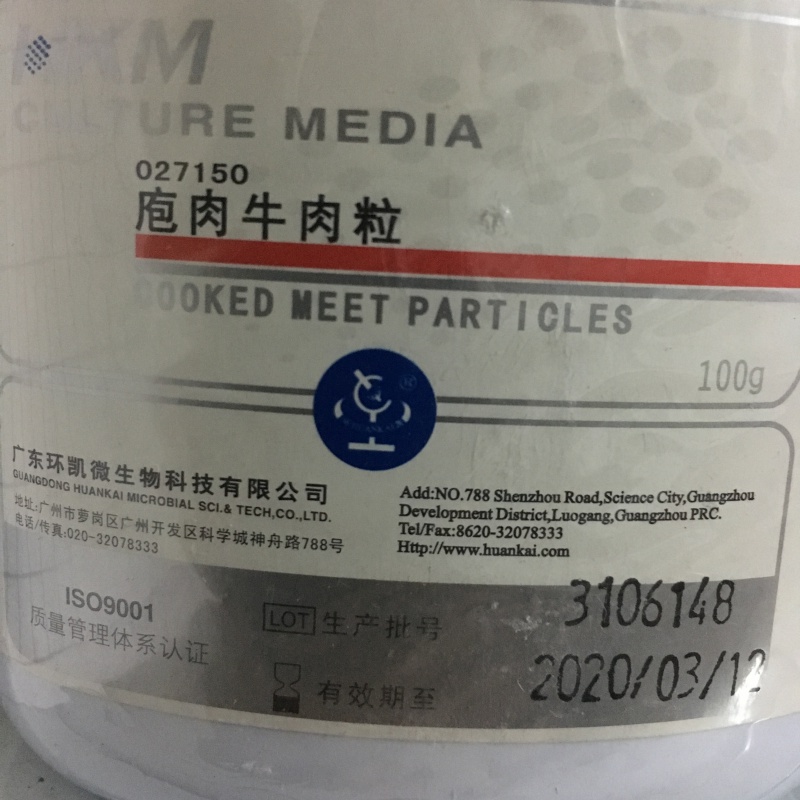 HKM
CULTURE MEDIA
027150
庖肉牛肉粒
COOKED MEET PARTICLES
100g
®
广东环凯微生物科技有限公司
GUANGDONG HUANKAI MICROBIAL SCI.& TECH,CO.,LTD.
地址:广州市萝岗区广州开发区科学城神舟路788号
电话/传真:020-32078333
Add:NO.788 Shenzhou Road,Science City,Guangzhou
Development District,Luogang,Guangzhou PRC.
Tel/Fax:8620-32078333
Http://www.huankai.com
ISO9001
质量管理体系认证
LOT 生产批号 3106148
有效期至 2020/03/12